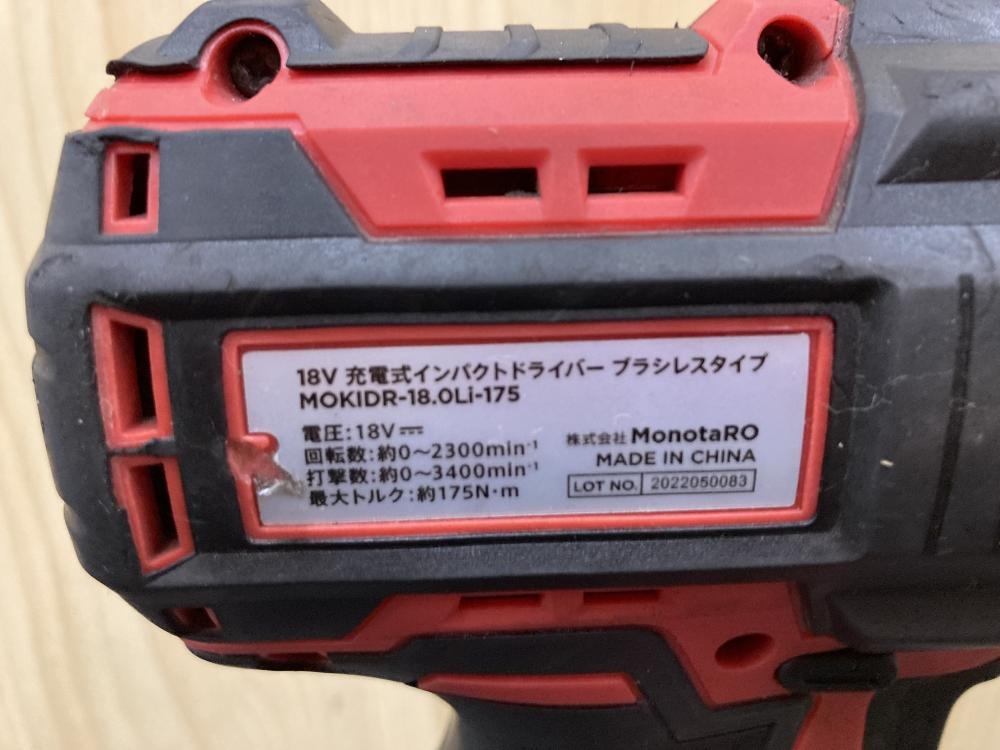 18V 充電式インパクトドライバー ブラシレスタイプ
MOKIDR-18.0Li-175
電圧:18V⎓
回転数:約0～2300min⁻¹
打撃数:約0～3400min⁻¹
最大トルク:約175N・m
株式会社 MonotaRO
MADE IN CHINA
LOT NO. 2022050083